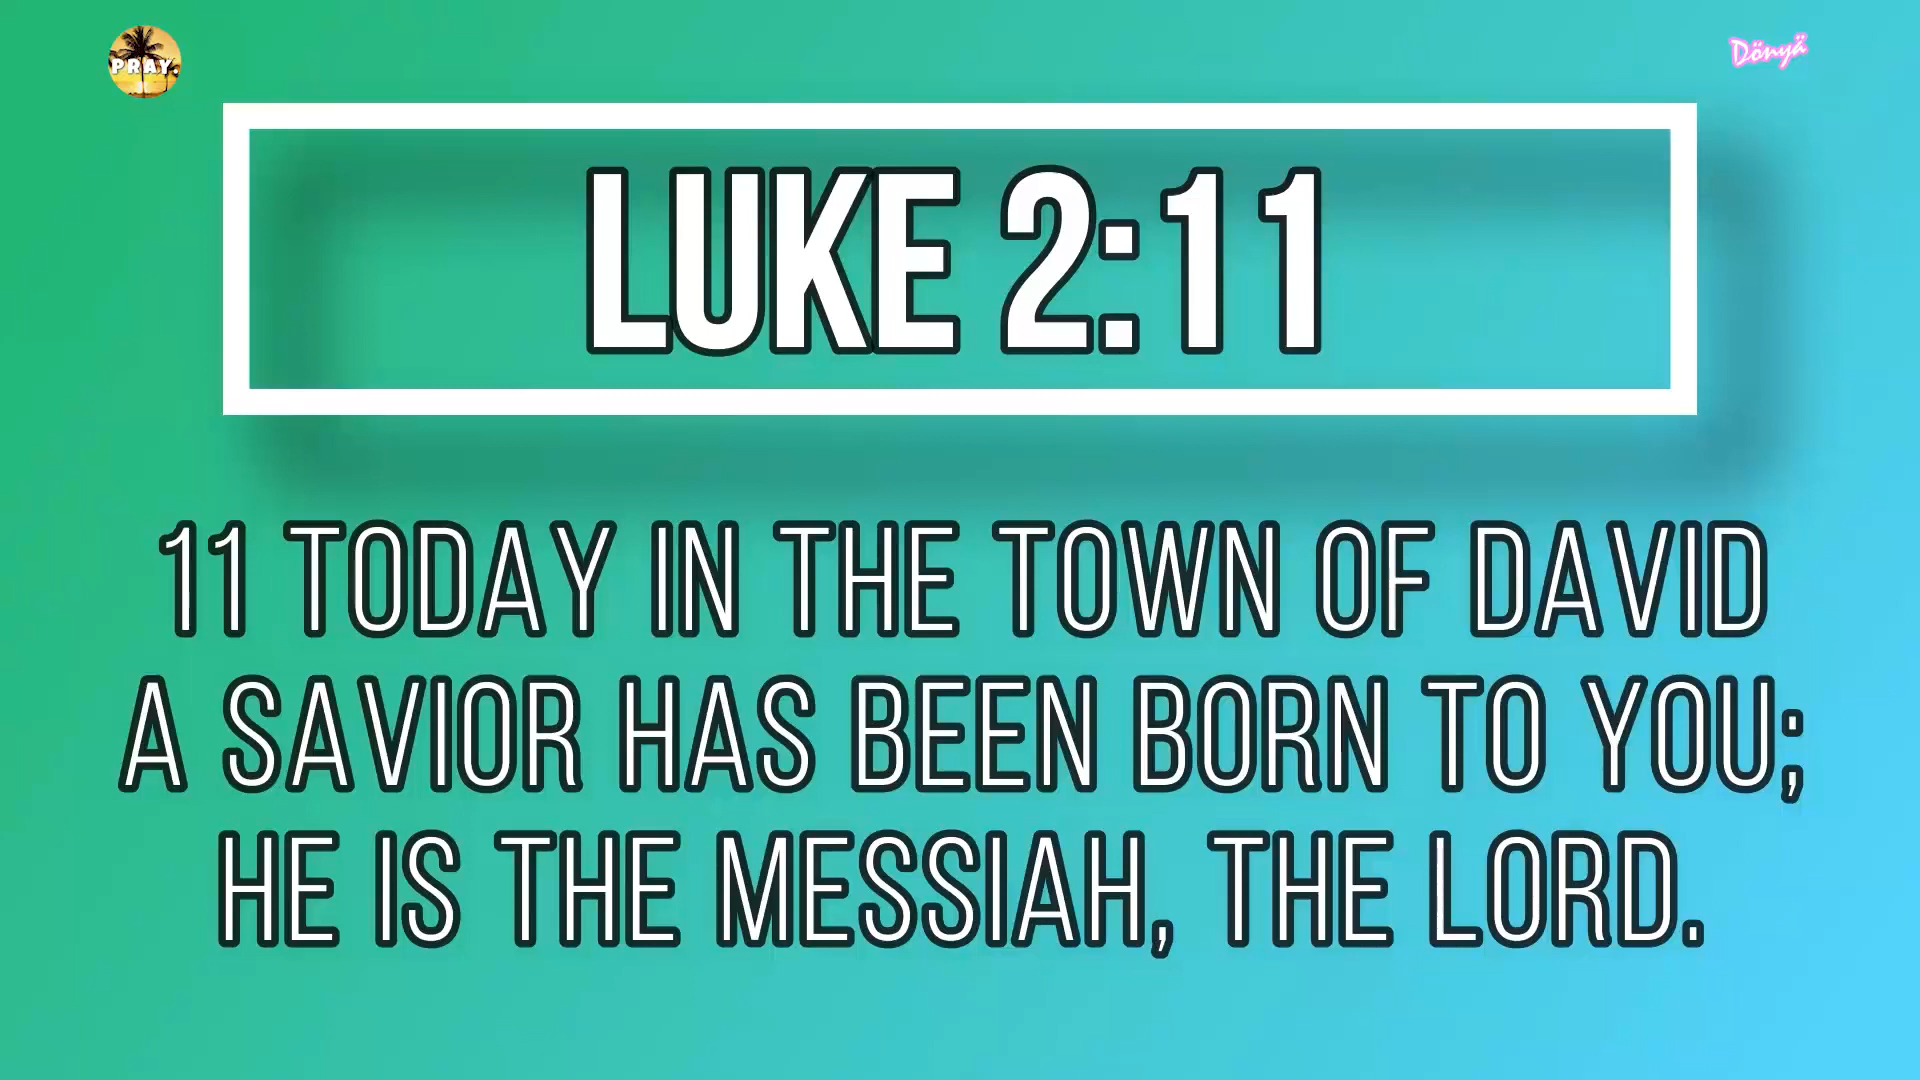 PRAY.
Dönyä
LUKE 2:11
11 TODAY IN THE TOWN OF DAVID
A SAVIOR HAS BEEN BORN TO YOU;
HE IS THE MESSIAH, THE LORD.